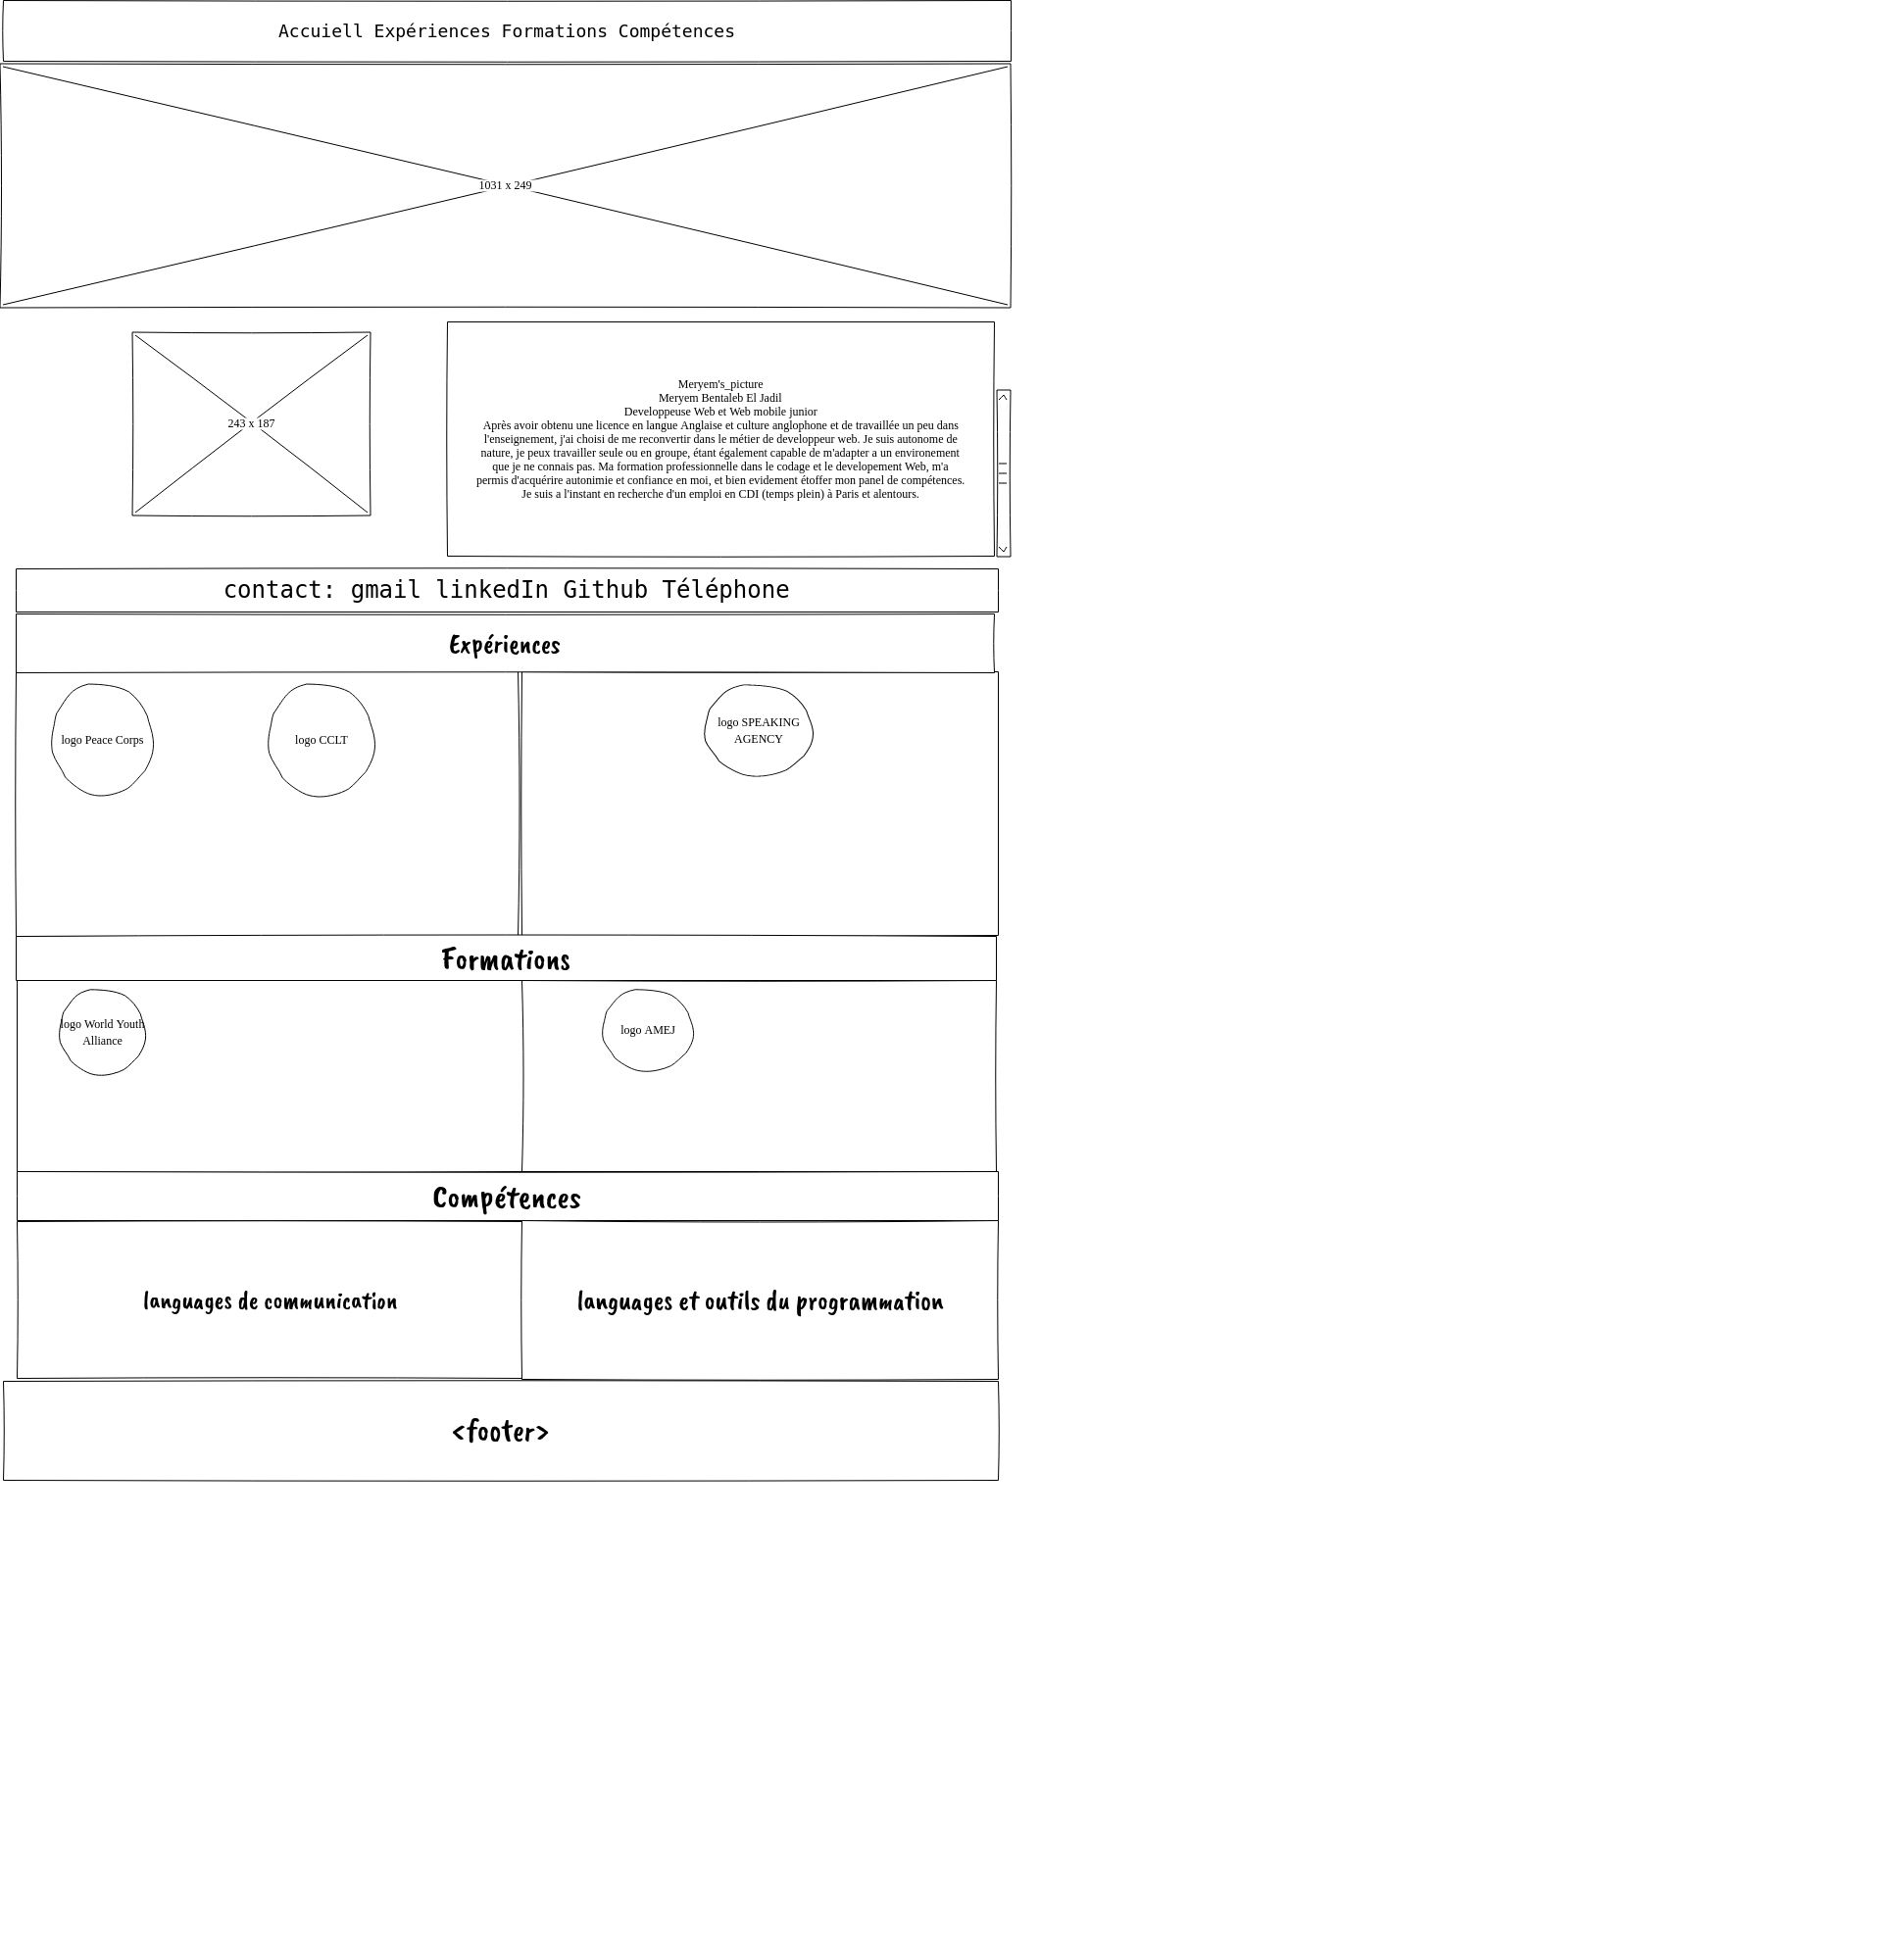 Accuiell Expériences Formations Compétences
1031 x 249
243 x 187
Meryem's_picture
Meryem Bentaleb El Jadil
Developpeuse Web et Web mobile junior
Après avoir obtenu une licence en langue Anglaise et culture anglophone et de travaillée un peu dans
l'enseignement, j'ai choisi de me reconvertir dans le métier de developpeur web. Je suis autonome de
nature, je peux travailler seule ou en groupe, étant également capable de m'adapter a un environement
que je ne connais pas. Ma formation professionnelle dans le codage et le developement Web, m'a
permis d'acquérire autonimie et confiance en moi, et bien evidement étoffer mon panel de compétences.
Je suis a l'instant en recherche d'un emploi en CDI (temps plein) à Paris et alentours.
contact: gmail linkedIn Github Téléphone
Expériences
logo Peace Corps
logo CCLT
logo SPEAKING
AGENCY
Formations
logo World Youth
Alliance
logo AMEJ
Compétences
languages de communication
languages et outils du programmation
<footer>